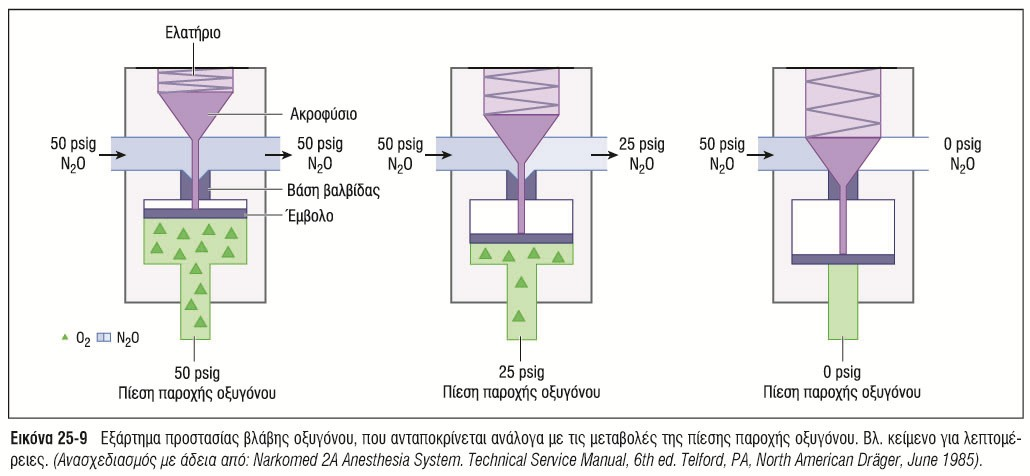 Ελατήριο
Ακροφύσιο
50 psig
N₂O
50 psig
N₂O
Βάση βαλβίδας
Έμβολο
O₂
N₂O
50 psig
Πίεση παροχής οξυγόνου
50 psig
N₂O
25 psig
N₂O
25 psig
Πίεση παροχής οξυγόνου
50 psig
N₂O
0 psig
N₂O
0 psig
Πίεση παροχής οξυγόνου
Εικόνα 25-9 Εξάρτημα προστασίας βλάβης οξυγόνου, που ανταποκρίνεται ανάλογα με τις μεταβολές της πίεσης παροχής οξυγόνου. Βλ. κείμενο για λεπτομέ-
ρειες. (Ανασχεδιασμός με άδεια από: Narkomed 2A Anesthesia System. Technical Service Manual, 6th ed. Telford, PA, North American Dräger, June 1985).